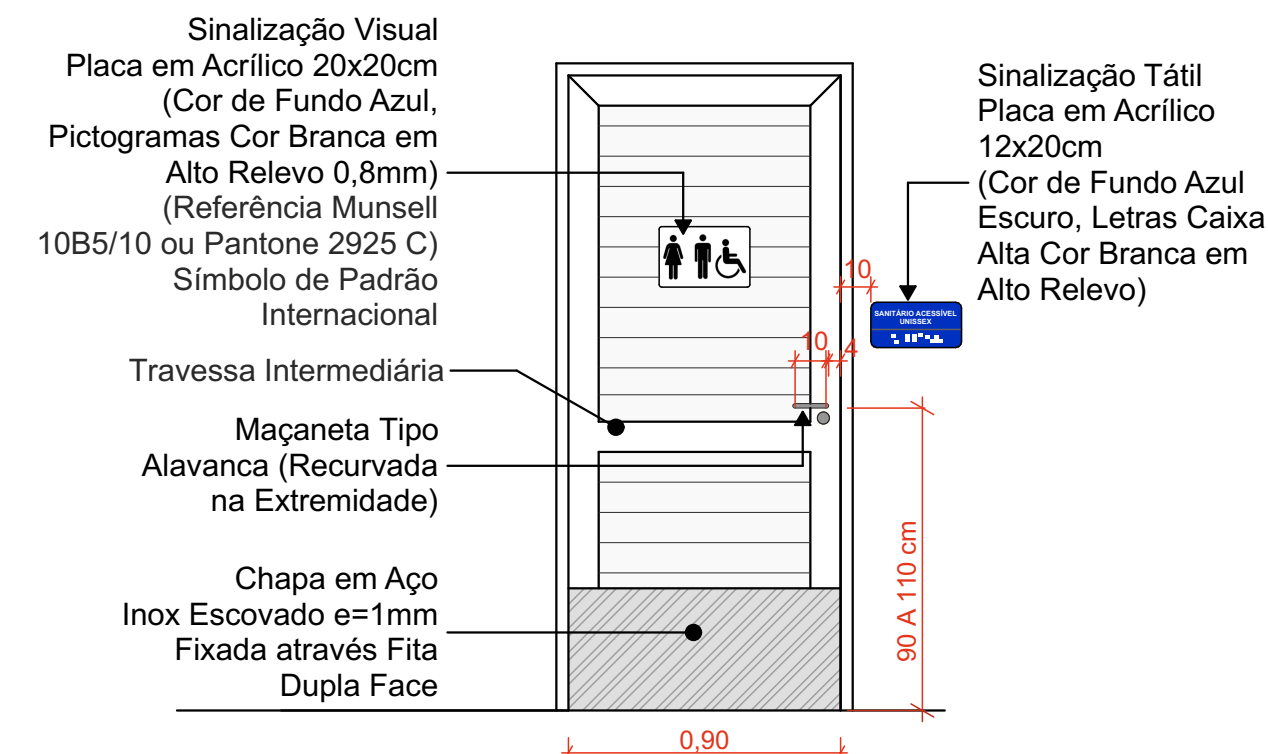 Sinalização Visual
Placa em Acrílico 20x20cm
(Cor de Fundo Azul,
Pictogramas Cor Branca em
Alto Relevo 0,8mm)
(Referência Munsell
10B5/10 ou Pantone 2925 C)
Símbolo de Padrão
Internacional
Travessa Intermediária
Maçaneta Tipo
Alavanca (Recurvada
na Extremidade)
Chapa em Aço
Inox Escovado e=1mm
Fixada através Fita
Dupla Face
Sinalização Tátil
Placa em Acrílico
12x20cm
(Cor de Fundo Azul
Escuro, Letras Caixa
Alta Cor Branca em
Alto Relevo)
10
SANITÁRIO ACESSÍVEL
UNISSEX
10
4
90 A 110 cm
0,90